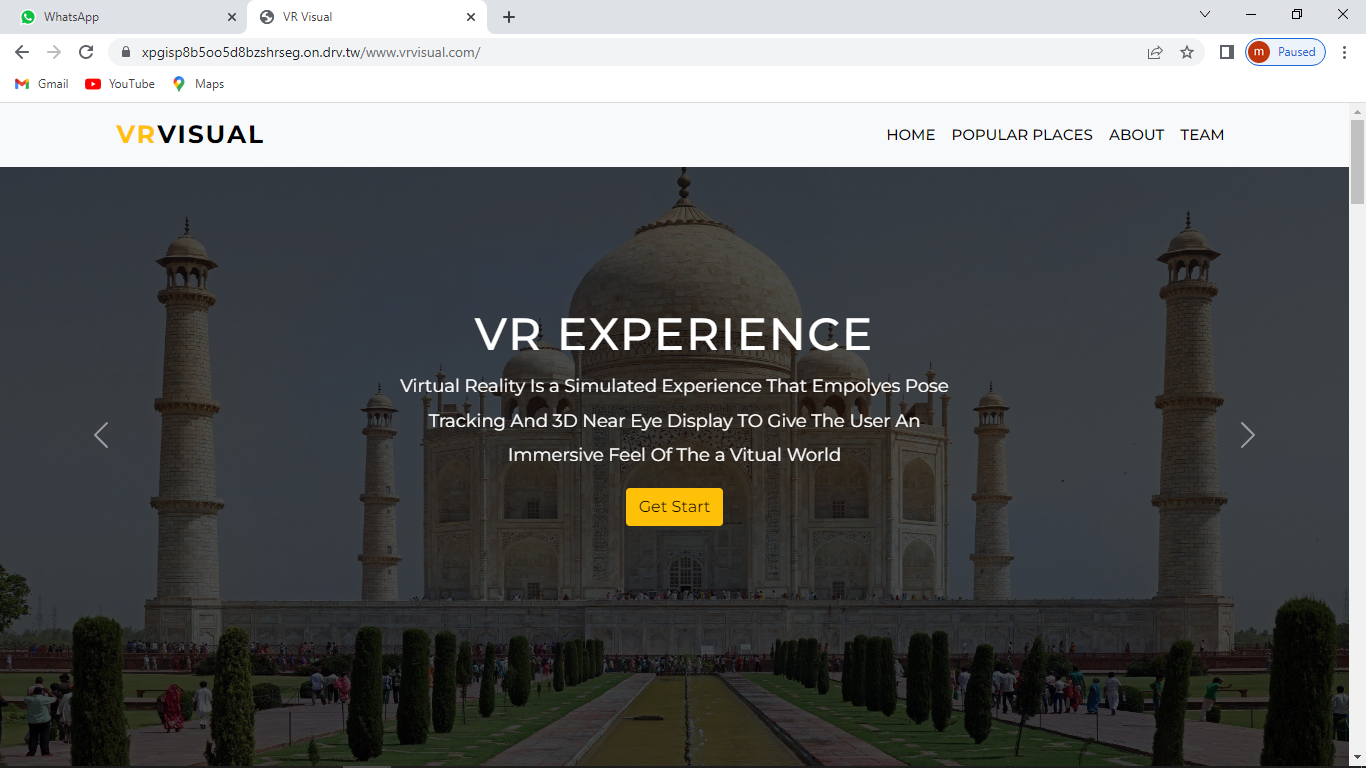 WhatsApp
VR Visual
xpgisp8b5oo5d8bzshrseg.on.drv.tw/www.vrvisual.com/
m Paused
Gmail YouTube Maps
VRVISUAL
HOME POPULAR PLACES ABOUT TEAM
VR EXPERIENCE
Virtual Reality Is a Simulated Experience That Empolyes Pose
Tracking And 3D Near Eye Display TO Give The User An
Immersive Feel Of The a Vitual World
Get Start